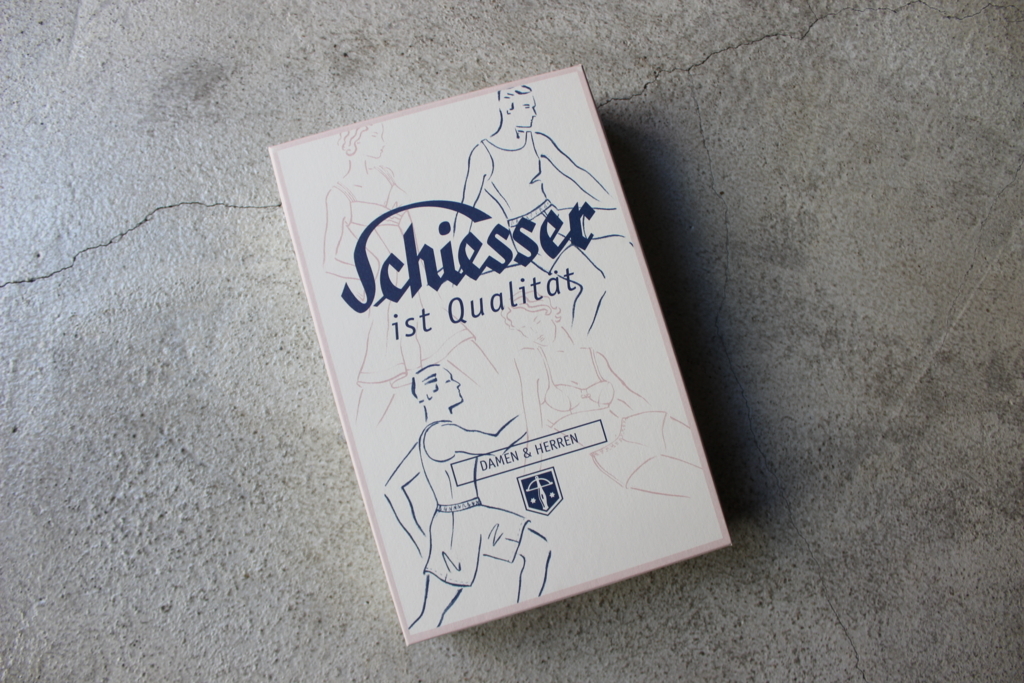 Schiesser
ist Qualität
DAMEN & HERREN